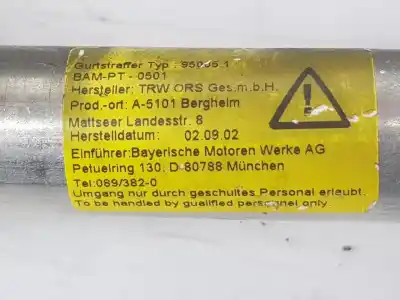 Gurtstraffer Typ : 95005.1
BAM-PT - 0501
Hersteller: TRW ORS Ges.m.b.H.
Prod.-ort: A-5101 Bergheim
Mattseer Landesstr. 8
Herstelldatum: 02.09.02
Einführer:Bayerische Motoren Werke AG
Petuelring 130, D-80788 München
Tel:089/382-0
Umgang nur durch geschultes Personal erlaubt.
To be handled by qualified personnel only.